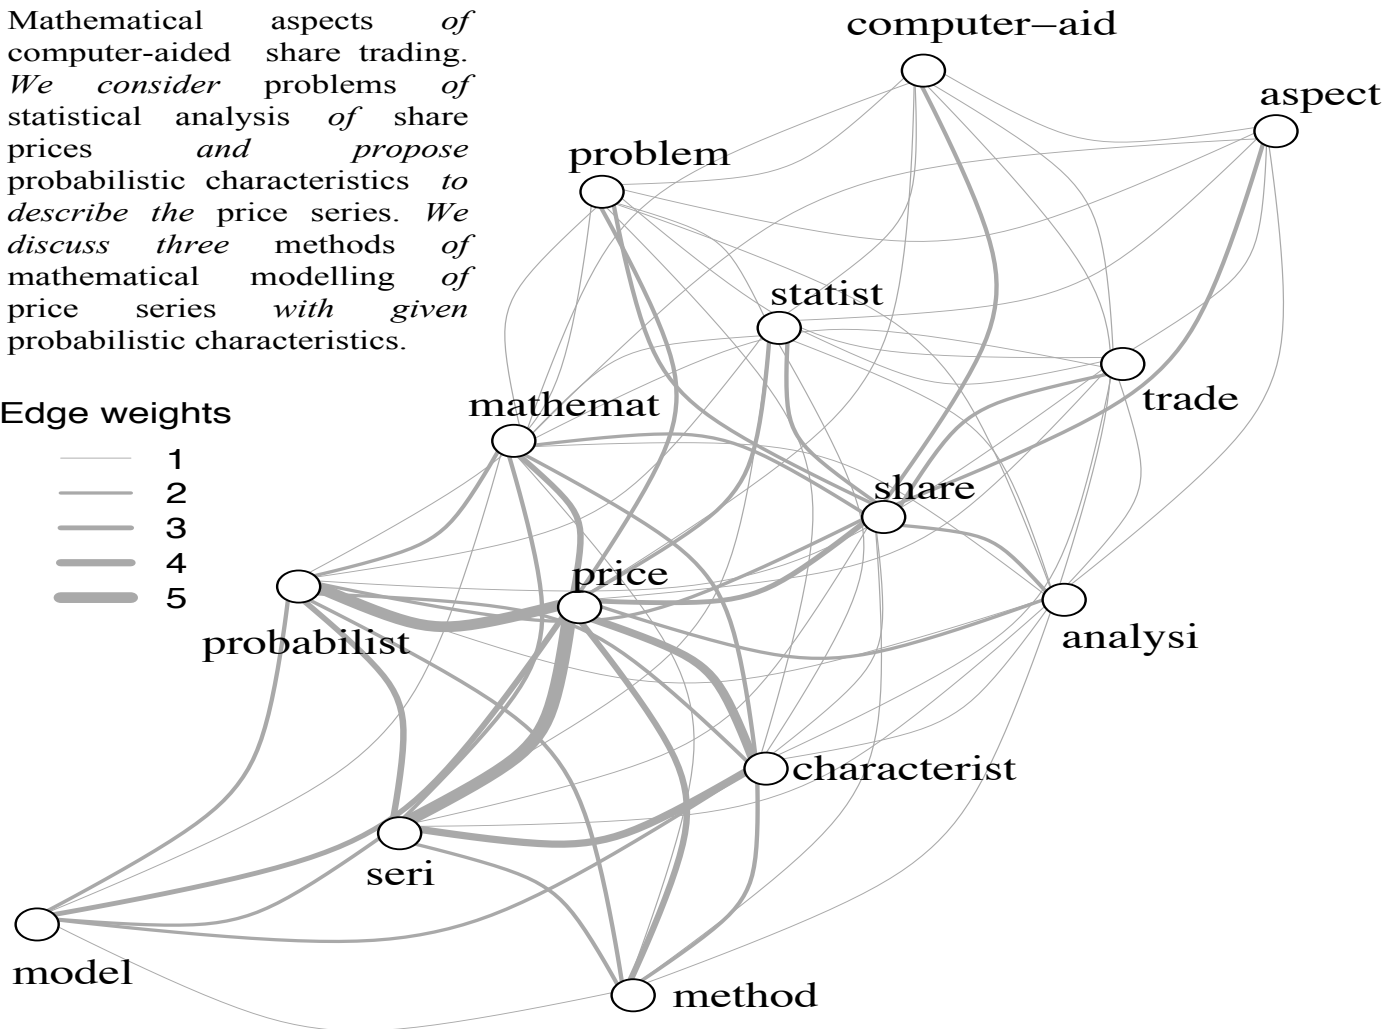 Mathematical aspects of
computer-aided share trading.
We consider problems of
statistical analysis of share
prices and propose
probabilistic characteristics to
describe the price series. We
discuss three methods of
mathematical modelling of
price series with given
probabilistic characteristics.
Edge weights
1
2
3
4
5
computer−aid
aspect
problem
statist
trade
mathemat
share
price
probabilist
analysi
characterist
seri
model
method